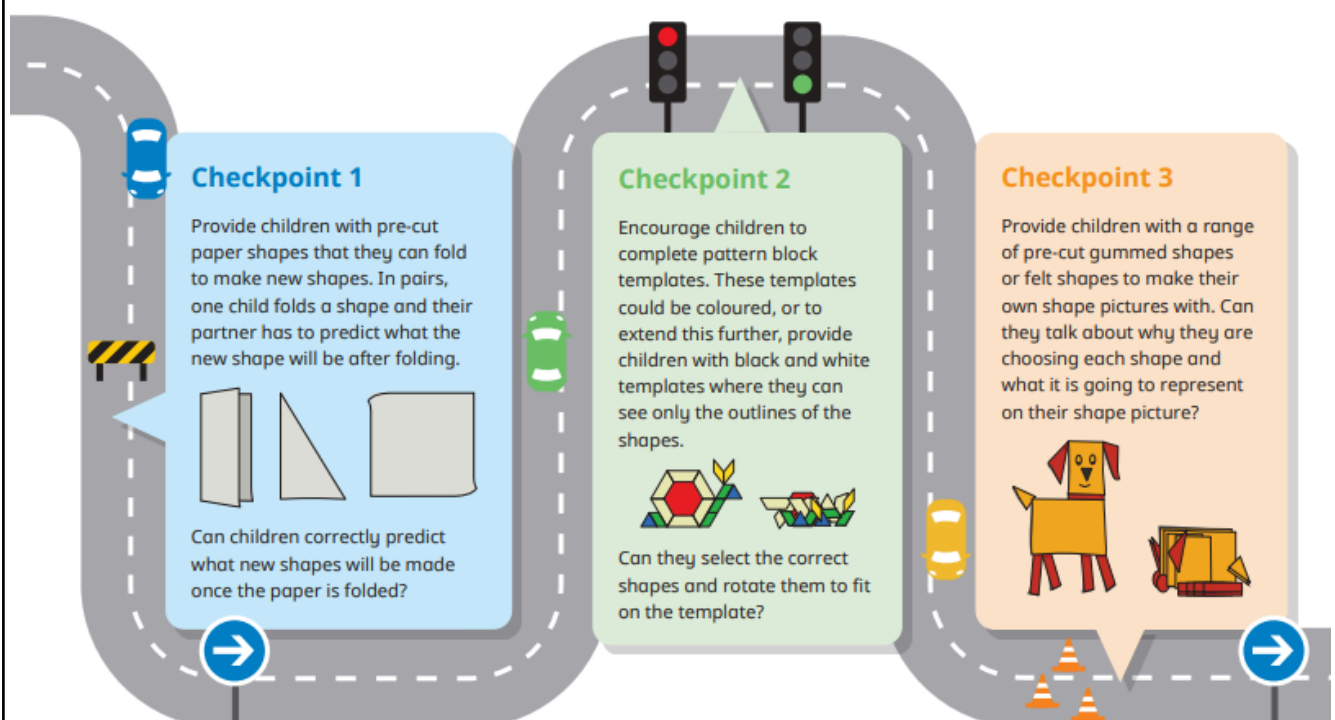 Checkpoint 1
Provide children with pre-cut
paper shapes that they can fold
to make new shapes. In pairs,
one child folds a shape and their
partner has to predict what the
new shape will be after folding.
Can children correctly predict
what new shapes will be made
once the paper is folded?
Checkpoint 2
Encourage children to
complete pattern block
templates. These templates
could be coloured, or to
extend this further, provide
children with black and white
templates where they can
see only the outlines of the
shapes.
Can they select the correct
shapes and rotate them to fit
on the template?
Checkpoint 3
Provide children with a range
of pre-cut gummed shapes
or felt shapes to make their
own shape pictures with. Can
they talk about why they are
choosing each shape and
what it is going to represent
on their shape picture?